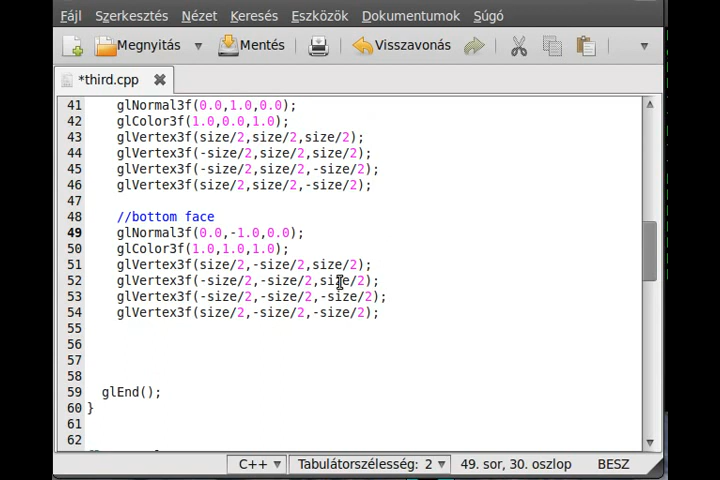 Fájl Szerkesztés Nézet Keresés Eszközök Dokumentumok Súgó
Megnyitás Mentés Visszavonás
*third.cpp
41 glNormal3f(0.0,1.0,0.0);
42 glColor3f(1.0,0.0,1.0);
43 glVertex3f(size/2,size/2,size/2);
44 glVertex3f(-size/2,size/2,size/2);
45 glVertex3f(-size/2,size/2,-size/2);
46 glVertex3f(size/2,size/2,-size/2);
47
48 //bottom face
49 glNormal3f(0.0,-1.0,0.0);
50 glColor3f(1.0,1.0,1.0);
51 glVertex3f(size/2,-size/2,size/2);
52 glVertex3f(-size/2,-size/2,size/2);
53 glVertex3f(-size/2,-size/2,-size/2);
54 glVertex3f(size/2,-size/2,-size/2);
55
56
57
58
59 glEnd();
60 }
61
62
C++ Tabulátorszélesség: 2 49. sor, 30. oszlop BESZ